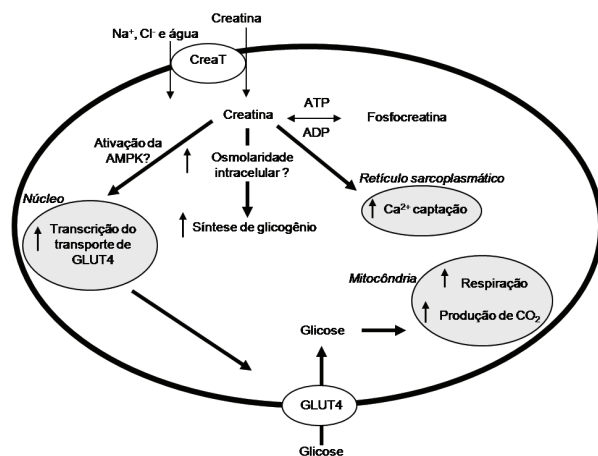 Creatina
Na⁺, Cl⁻ e água
CreaT
Creatina
ATP
ADP
Fosfocreatina
Ativação da
AMPK?
Osmolaridade
intracelular ?
Retículo sarcoplasmático
Ca²⁺ captação
Núcleo
Transcrição do
transporte de
GLUT4
Síntese de glicogênio
Mitocôndria
Respiração
Produção de CO₂
Glicose
GLUT4
Glicose